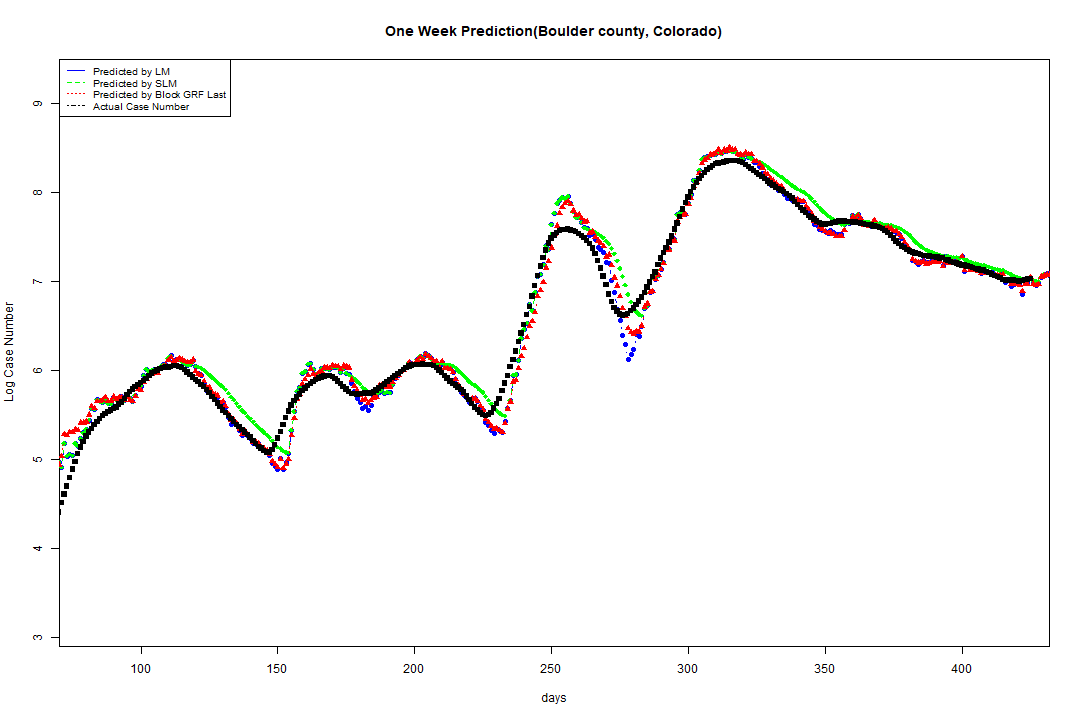 One Week Prediction(Boulder county, Colorado)
Predicted by LM
Predicted by SLM
Predicted by Block GRF Last
Actual Case Number
9
8
7
6
5
4
3
Log Case Number
100 150 200 250 300 350 400
days